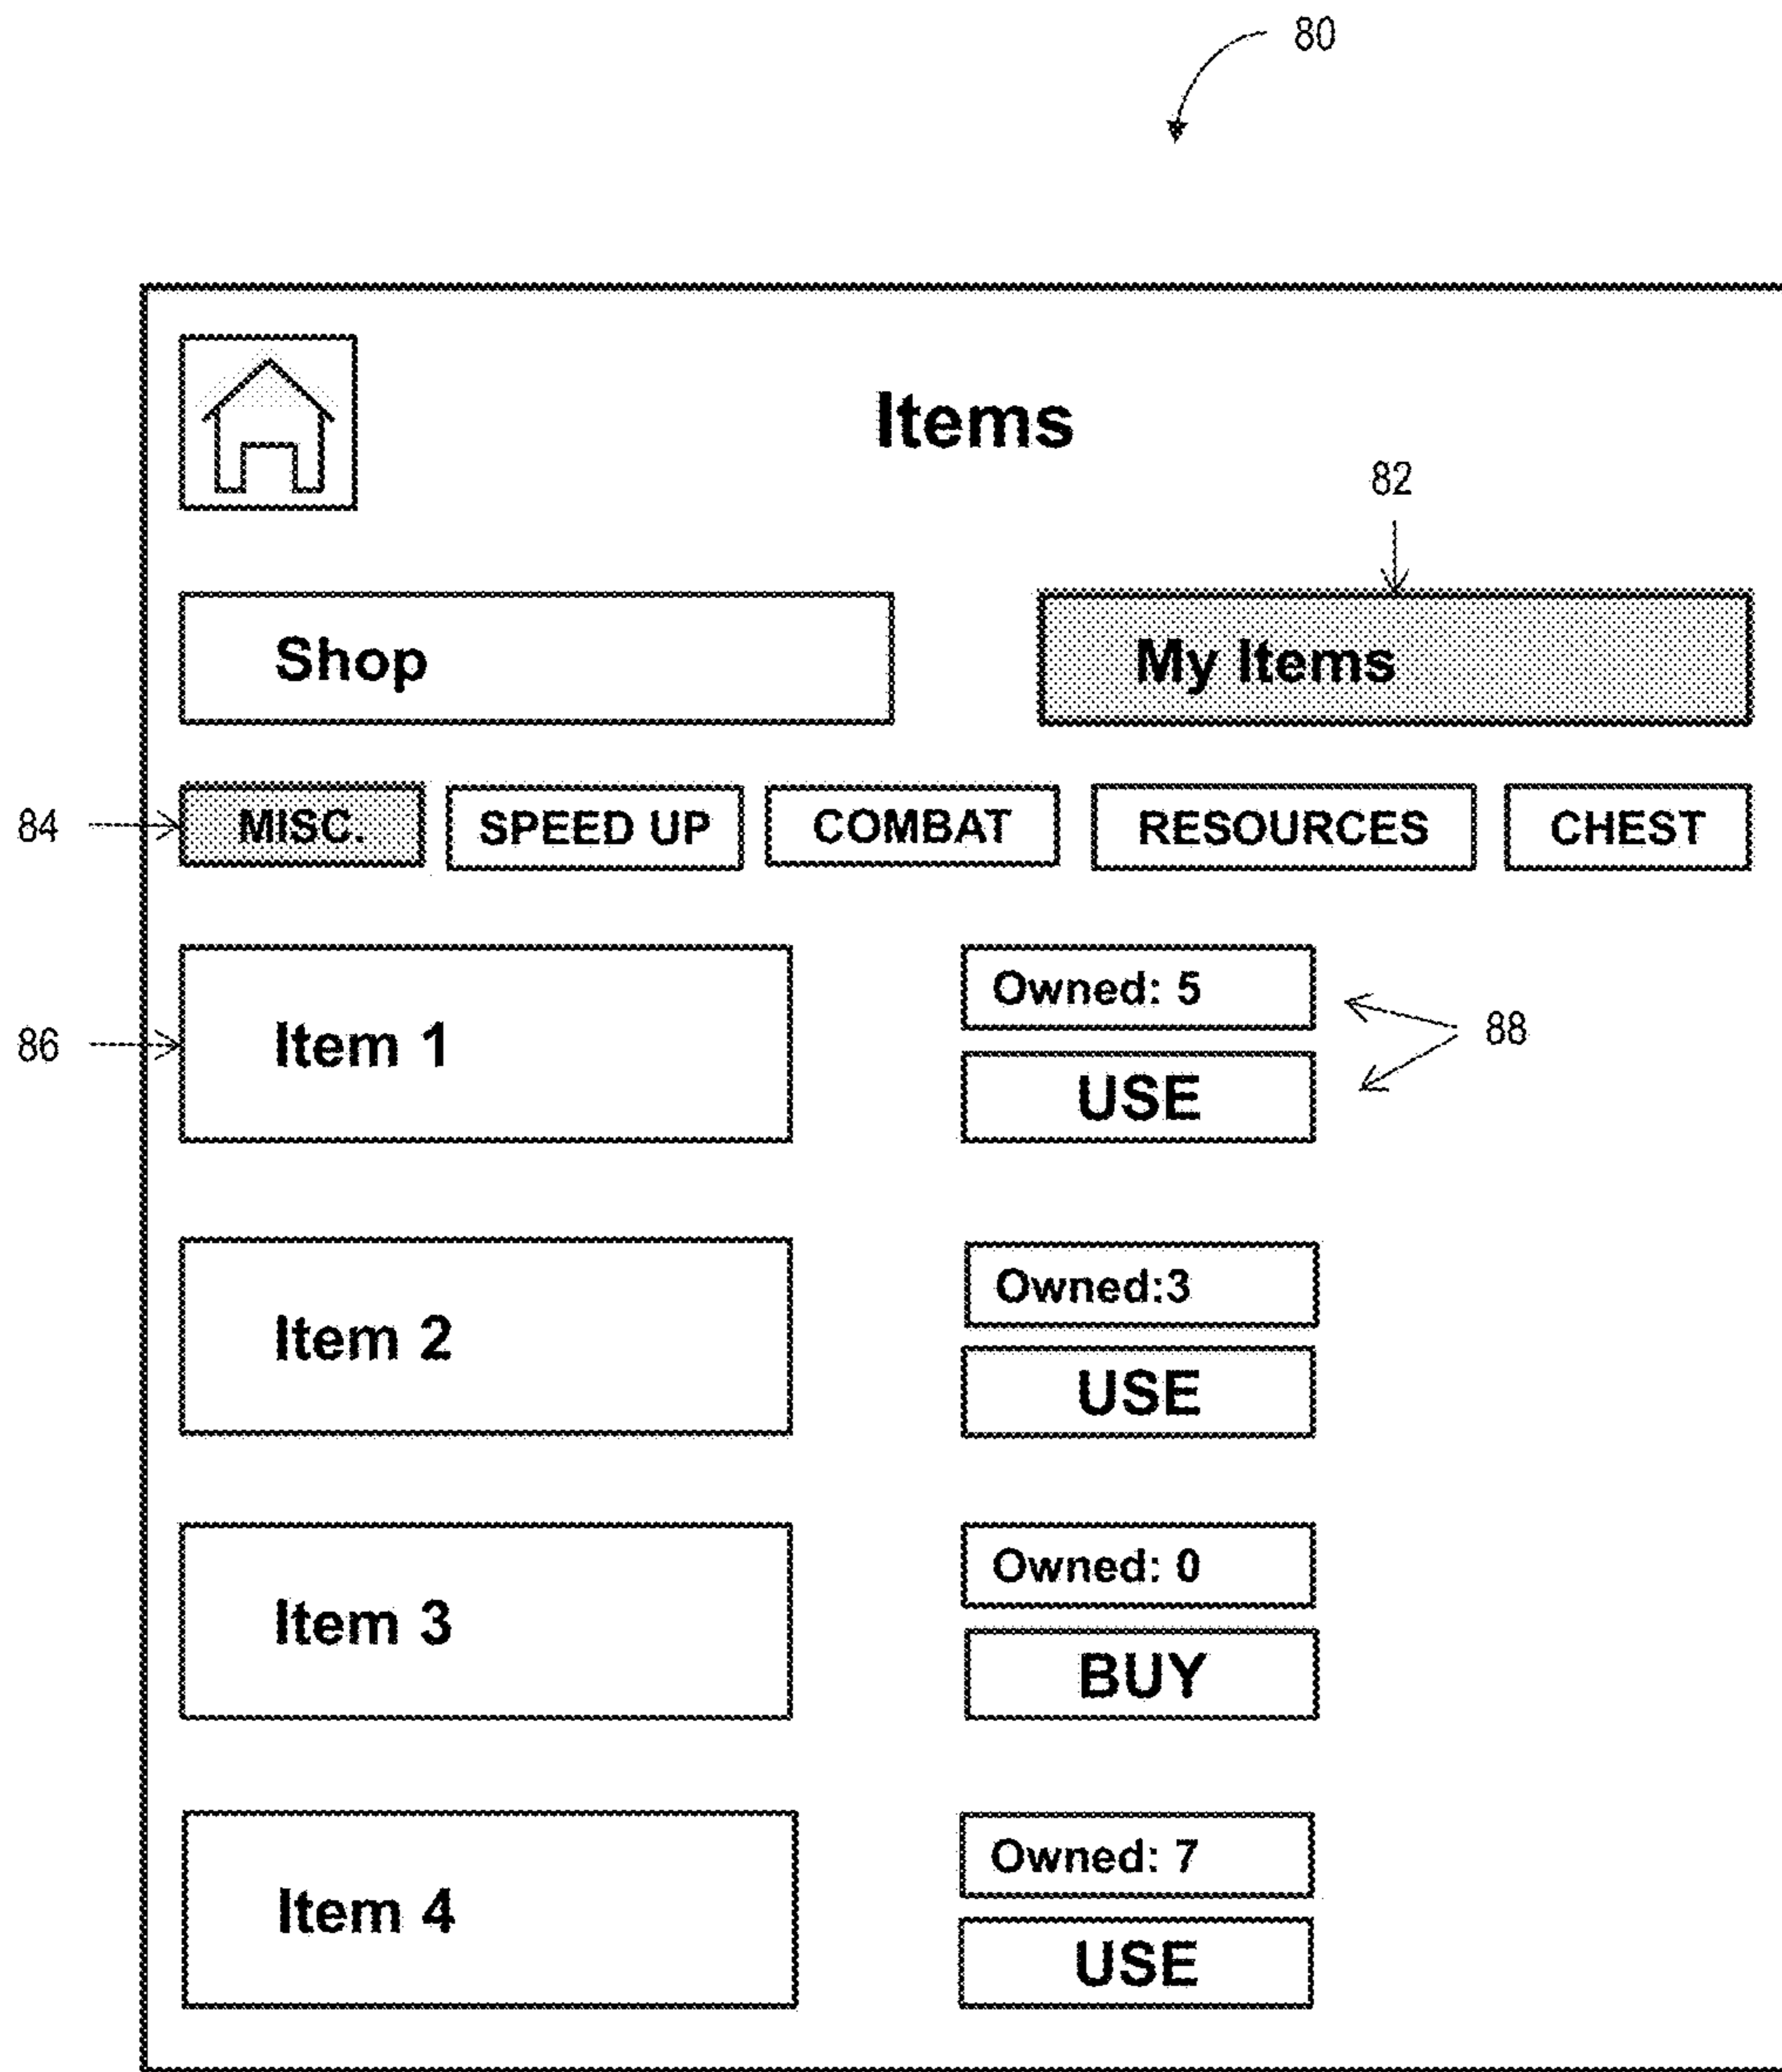 80
Items
82
Shop My Items
84 MISC. SPEED UP COMBAT RESOURCES CHEST
Owned: 5
86 Item 1 88
USE
Owned:3
Item 2
USE
Owned: 0
Item 3
BUY
Owned: 7
Item 4
USE